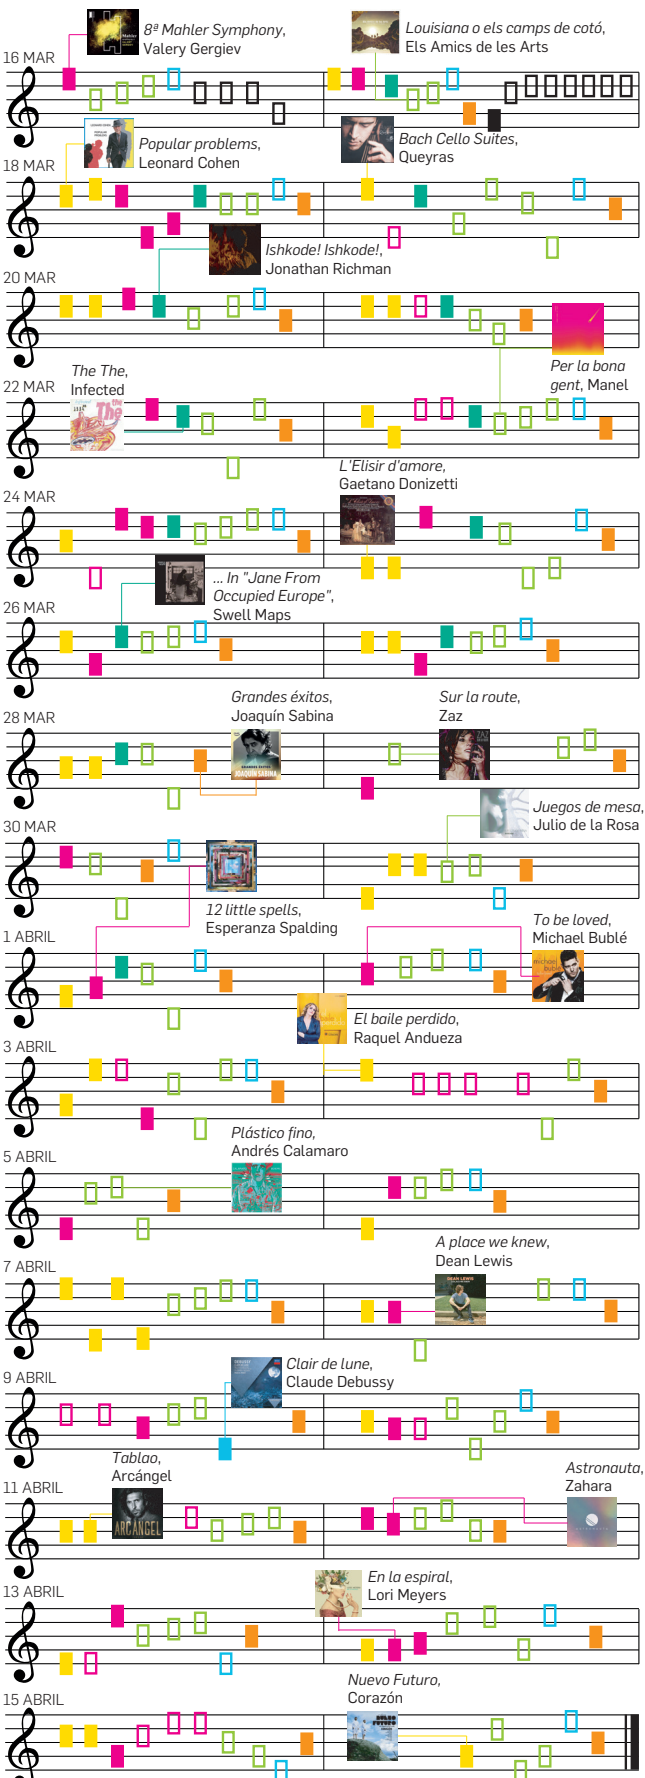 8ª Mahler Symphony,
Valery Gergiev
Louisiana o els camps de cotó,
Els Amics de les Arts
16 MAR
Popular problems,
Leonard Cohen
Bach Cello Suites,
Queyras
18 MAR
Ishkode! Ishkode!,
Jonathan Richman
20 MAR
Per la bona
gent, Manel
The The,
Infected
22 MAR
L'Elisir d'amore,
Gaetano Donizetti
24 MAR
... In "Jane From
Occupied Europe",
Swell Maps
26 MAR
Grandes éxitos,
Joaquín Sabina
Sur la route,
Zaz
28 MAR
Juegos de mesa,
Julio de la Rosa
30 MAR
12 little spells,
Esperanza Spalding
To be loved,
Michael Bublé
1 ABRIL
El baile perdido,
Raquel Andueza
3 ABRIL
Plástico fino,
Andrés Calamaro
5 ABRIL
A place we knew,
Dean Lewis
DEAN LEWIS
7 ABRIL
Clair de lune,
Claude Debussy
9 ABRIL
Tablao,
Arcángel
ARCÁNGEL
Astronauta,
Zahara
11 ABRIL
En la espiral,
Lori Meyers
13 ABRIL
Nuevo Futuro,
Corazón
15 ABRIL